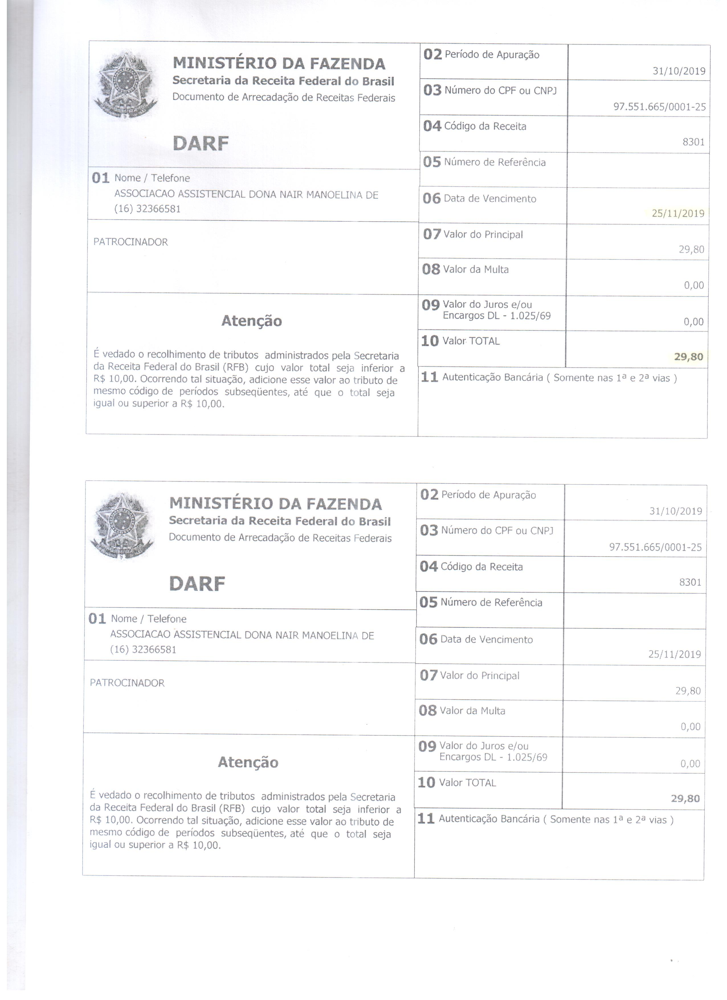 MINISTÉRIO DA FAZENDA
Secretaria da Receita Federal do Brasil
Documento de Arrecadação de Receitas Federais
DARF
01 Nome / Telefone
ASSOCIACAO ASSISTENCIAL DONA NAIR MANOELINA DE
(16) 32366581
PATROCINADOR
Atenção
É vedado o recolhimento de tributos administrados pela Secretaria
da Receita Federal do Brasil (RFB) cujo valor total seja inferior a
R$ 10,00. Ocorrendo tal situação, adicione esse valor ao tributo de
mesmo código de períodos subseqüentes, até que o total seja
igual ou superior a R$ 10,00.
02 Período de Apuração
31/10/2019
03 Número do CPF ou CNPJ
97.551.665/0001-25
04 Código da Receita
8301
05 Número de Referência
06 Data de Vencimento
25/11/2019
07 Valor do Principal
29,80
08 Valor da Multa
0,00
09 Valor do Juros e/ou
Encargos DL - 1.025/69
0,00
10 Valor TOTAL
29,80
11 Autenticação Bancária ( Somente nas 1ª e 2ª vias )
MINISTÉRIO DA FAZENDA
Secretaria da Receita Federal do Brasil
Documento de Arrecadação de Receitas Federais
DARF
01 Nome / Telefone
ASSOCIACAO ASSISTENCIAL DONA NAIR MANOELINA DE
(16) 32366581
PATROCINADOR
Atenção
É vedado o recolhimento de tributos administrados pela Secretaria
da Receita Federal do Brasil (RFB) cujo valor total seja inferior a
R$ 10,00. Ocorrendo tal situação, adicione esse valor ao tributo de
mesmo código de períodos subseqüentes, até que o total seja
igual ou superior a R$ 10,00.
02 Período de Apuração
31/10/2019
03 Número do CPF ou CNPJ
97.551.665/0001-25
04 Código da Receita
8301
05 Número de Referência
06 Data de Vencimento
25/11/2019
07 Valor do Principal
29,80
08 Valor da Multa
0,00
09 Valor do Juros e/ou
Encargos DL - 1.025/69
0,00
10 Valor TOTAL
29,80
11 Autenticação Bancária ( Somente nas 1ª e 2ª vias )